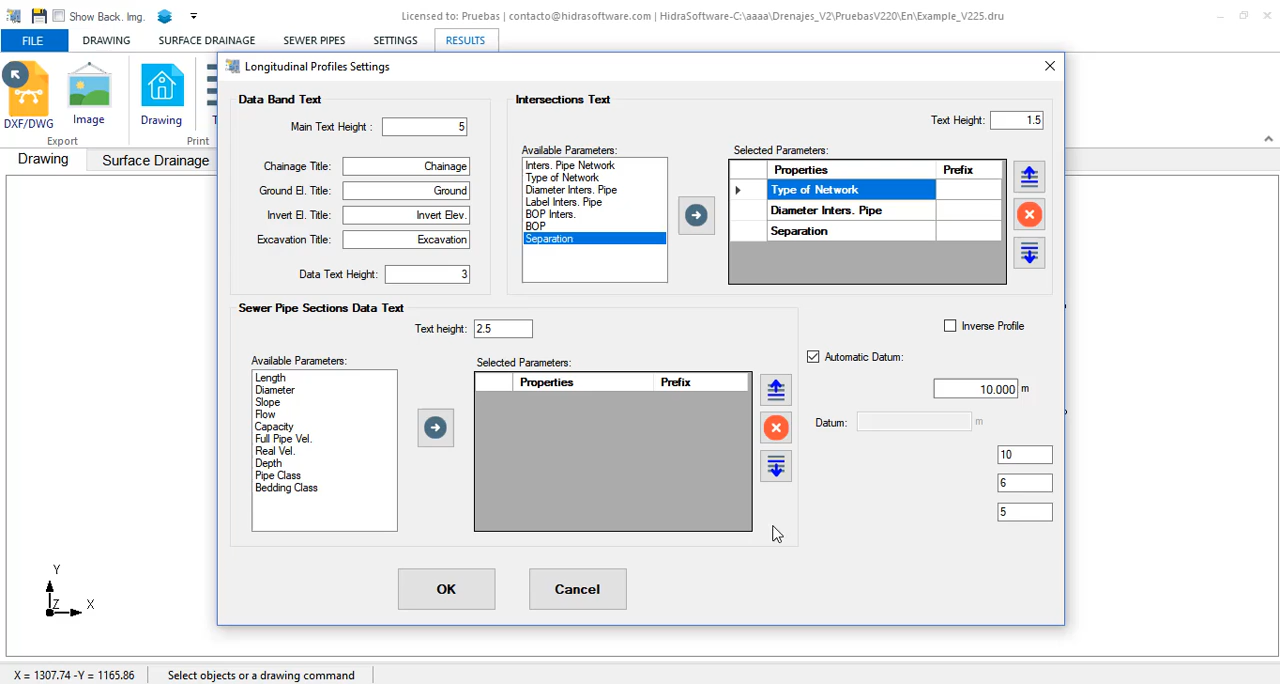 Show Back. Img.
Licensed to: Pruebas | contacto@hidrasoftware.com | HidraSoftware-C:\aaaa\Drenajes_V2\PruebasV220\En\Example_V225.dru
FILE DRAWING SURFACE DRAINAGE SEWER PIPES SETTINGS RESULTS
DXF/DWG Image Drawing
Export Print
Drawing Surface Drainage
Longitudinal Profiles Settings
Data Band Text
Main Text Height : 5
Chainage Title: Chainage
Ground El. Title: Ground
Invert El. Title: Invert Elev.
Excavation Title: Excavation
Data Text Height: 3
Intersections Text
Text Height: 1.5
Available Parameters:
Inters. Pipe Network
Type of Network
Diameter Inters. Pipe
Label Inters. Pipe
BOP Inters.
BOP
Separation
Selected Parameters:
Properties Prefix
Type of Network
Diameter Inters. Pipe
Separation
Sewer Pipe Sections Data Text
Text height: 2.5
Available Parameters:
Length
Diameter
Slope
Flow
Capacity
Full Pipe Vel.
Real Vel.
Depth
Pipe Class
Bedding Class
Selected Parameters:
Properties Prefix
Inverse Profile
Automatic Datum:
10.000 m
Datum: m
10
6
5
OK Cancel
Y
Z X
X = 1307.74 -Y = 1165.86 Select objects or a drawing command